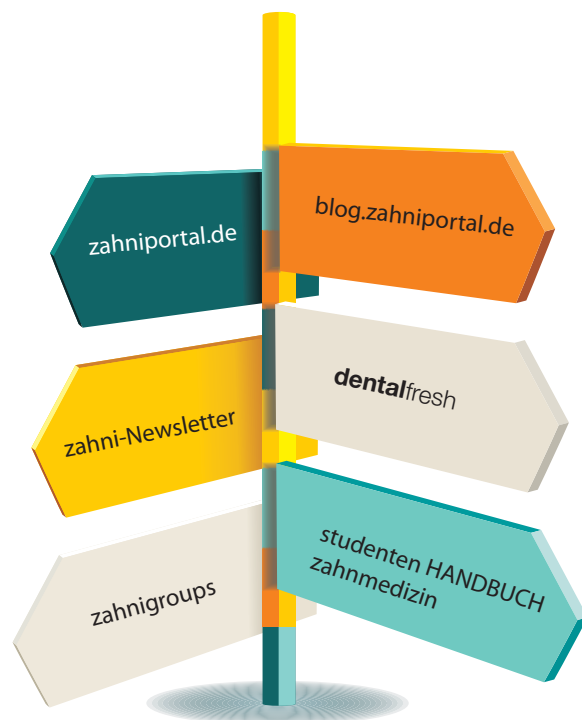 zahniportal.de
blog.zahniportal.de
zahni-Newsletter
dentalfresh
zahnigroups
studenten HANDBUCH
zahnmedizin